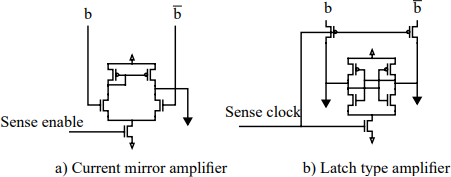 b b̅ b b̅
Sense enable Sense clock
a) Current mirror amplifier b) Latch type amplifier